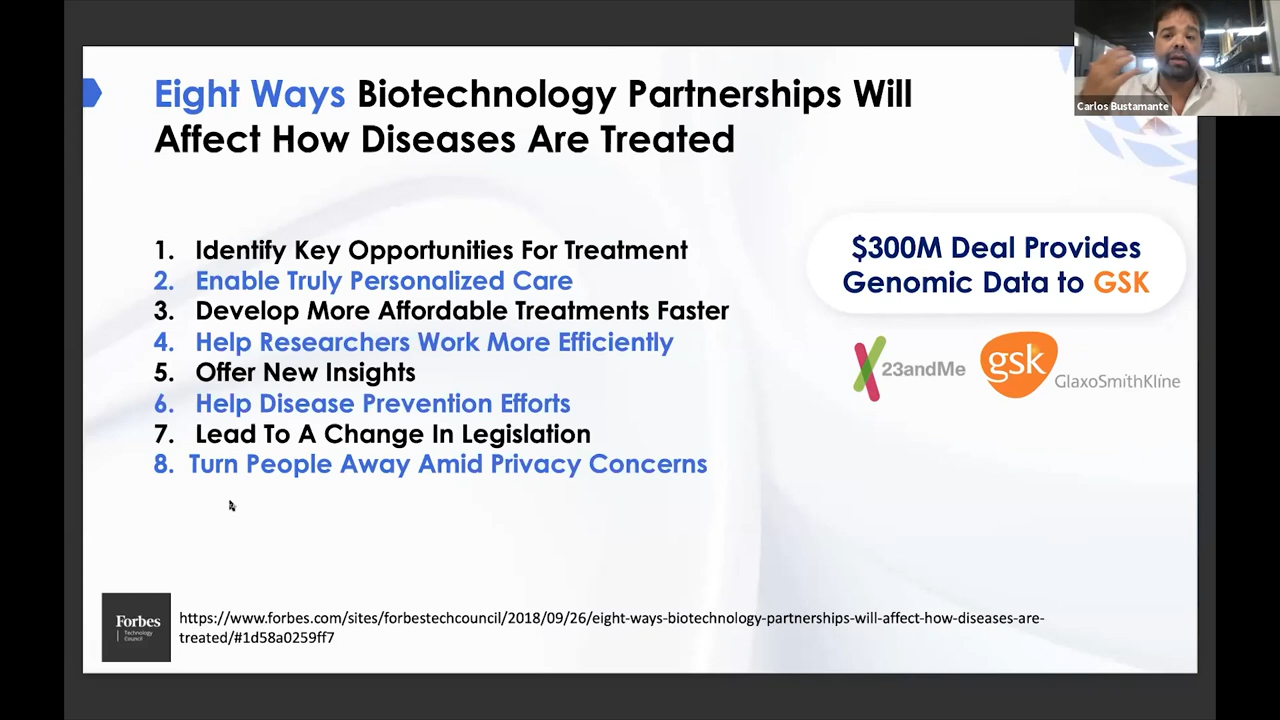 Carlos Bustamante
Eight Ways Biotechnology Partnerships Will
Affect How Diseases Are Treated
1. Identify Key Opportunities For Treatment
2. Enable Truly Personalized Care
3. Develop More Affordable Treatments Faster
4. Help Researchers Work More Efficiently
5. Offer New Insights
6. Help Disease Prevention Efforts
7. Lead To A Change In Legislation
8. Turn People Away Amid Privacy Concerns
$300M Deal Provides
Genomic Data to GSK
23andMe
gsk
GlaxoSmithKline
Forbes
Technology
Council
https://www.forbes.com/sites/forbestechcouncil/2018/09/26/eight-ways-biotechnology-partnerships-will-affect-how-diseases-are-
treated/#1d58a0259ff7